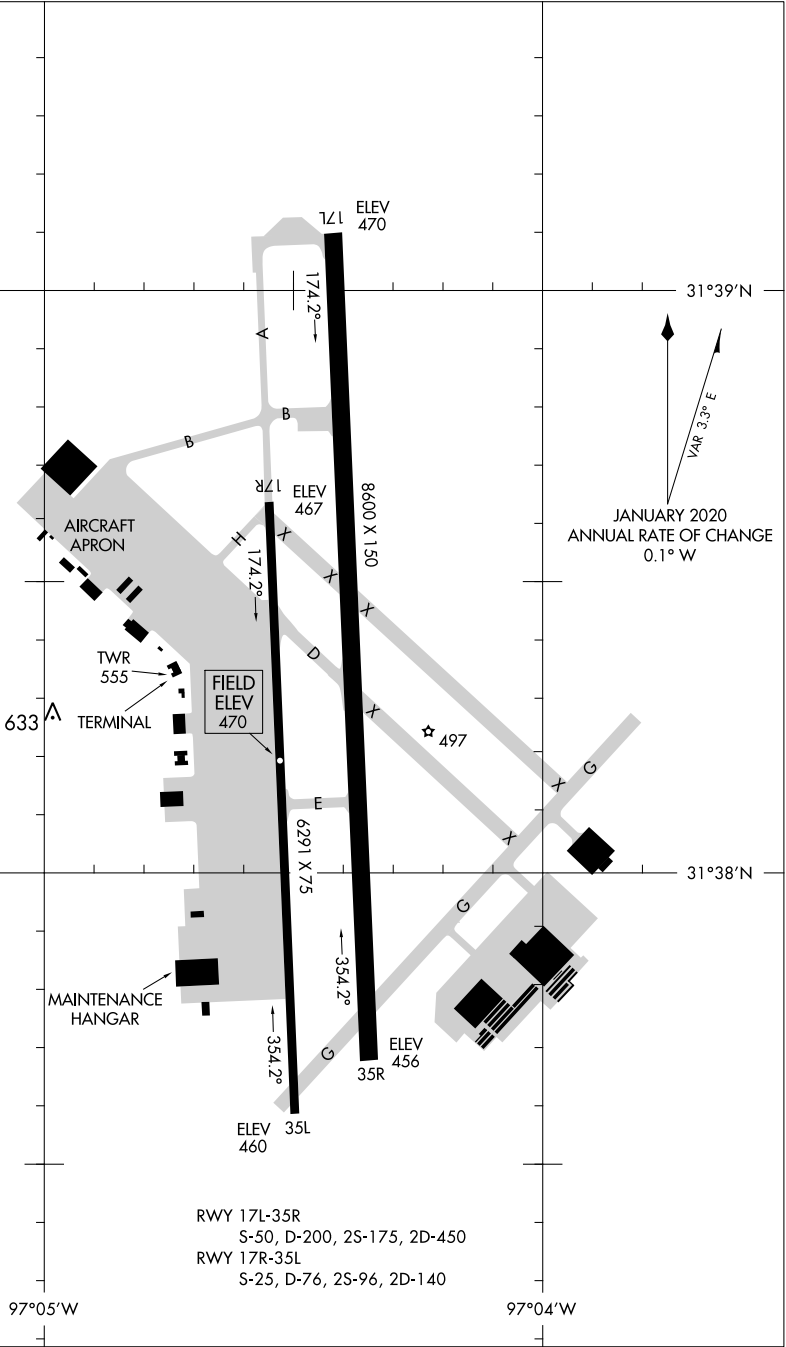 17L
ELEV
470
174.2°
31°39'N
A
VAR 3.3° E
B
B
17R
ELEV
467
8600 X 150
JANUARY 2020
ANNUAL RATE OF CHANGE
0.1° W
AIRCRAFT
APRON
H
X
174.2°
X
X
D
TWR
555
FIELD
ELEV
470
TERMINAL
633
X
497
G
X
E
6291 X 75
X
31°38'N
G
354.2°
MAINTENANCE
HANGAR
354.2°
G
ELEV
456
35R
ELEV
460
35L
RWY 17L-35R
S-50, D-200, 2S-175, 2D-450
RWY 17R-35L
S-25, D-76, 2S-96, 2D-140
97°05'W
97°04'W